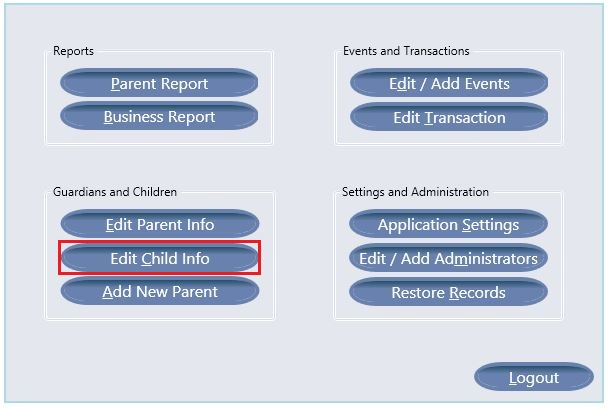 Reports
Parent Report
Business Report
Events and Transactions
Edit / Add Events
Edit Transaction
Guardians and Children
Edit Parent Info
Edit Child Info
Add New Parent
Settings and Administration
Application Settings
Edit / Add Administrators
Restore Records
Logout